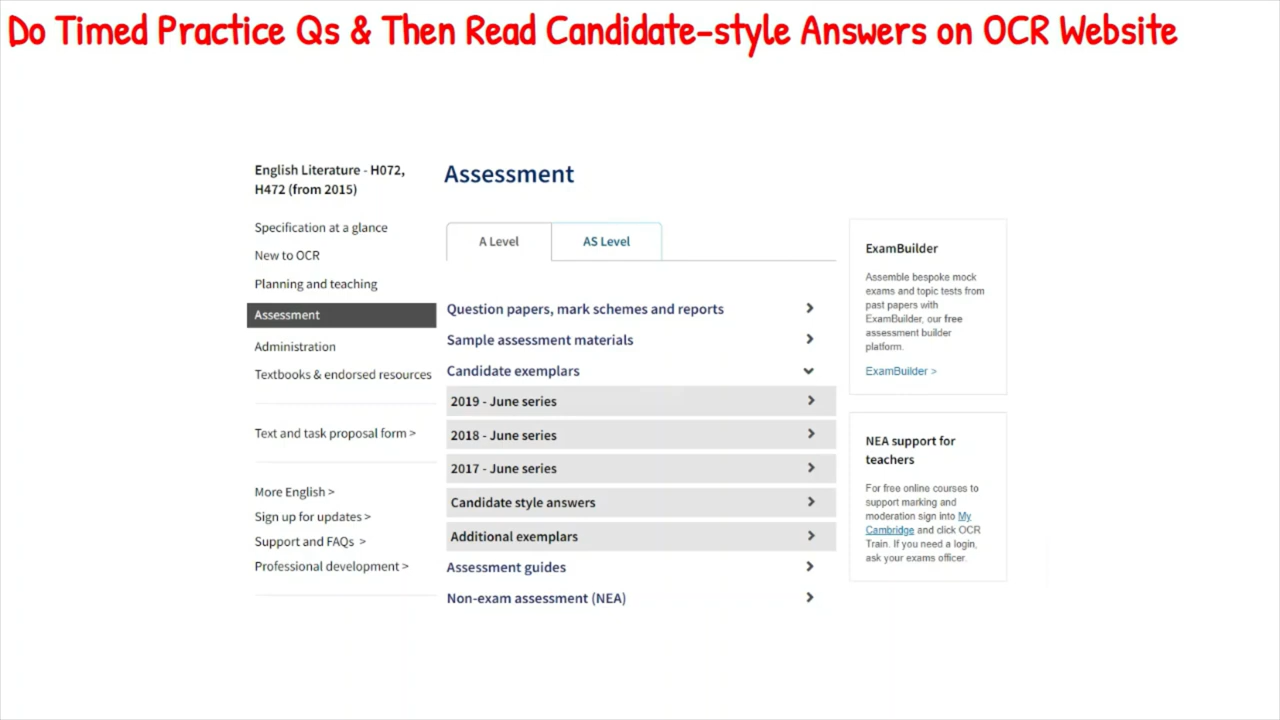 Do Timed Practice Qs & Then Read Candidate-style Answers on OCR Website
English Literature - H072,
H472 (from 2015)
Specification at a glance
New to OCR
Planning and teaching
Assessment
Administration
Textbooks & endorsed resources
Text and task proposal form >
More English >
Sign up for updates >
Support and FAQs >
Professional development >
Assessment
A Level
AS Level
Question papers, mark schemes and reports
Sample assessment materials
Candidate exemplars
2019 - June series
2018 - June series
2017 - June series
Candidate style answers
Additional exemplars
Assessment guides
Non-exam assessment (NEA)
ExamBuilder
Assemble bespoke mock
exams and topic tests from
past papers with
ExamBuilder, our free
assessment builder
platform.
ExamBuilder >
NEA support for
teachers
For free online courses to
support marking and
moderation sign into My
Cambridge and click OCR
Train. If you need a login,
ask your exams officer.